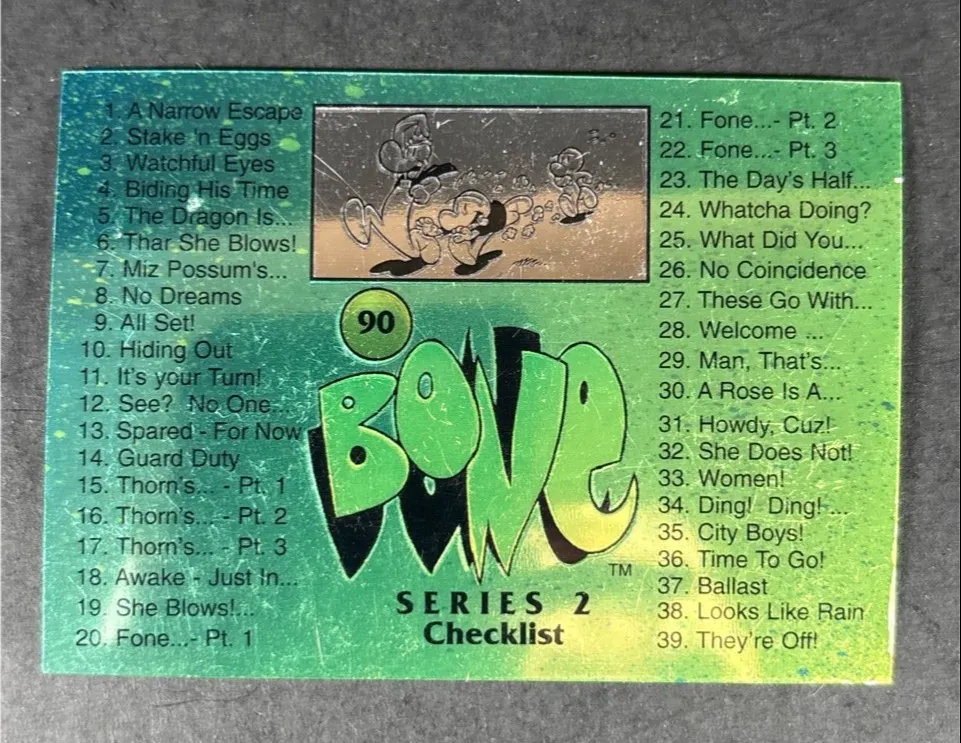 1. A Narrow Escape
2. Stake 'n Eggs
3. Watchful Eyes
4. Biding His Time
5. The Dragon Is...
6. Thar She Blows!
7. Miz Possum's...
8. No Dreams
9. All Set!
10. Hiding Out
11. It's your Turn!
12. See? No One...
13. Spared - For Now
14. Guard Duty
15. Thorn's... - Pt. 1
16. Thorn's... - Pt. 2
17. Thorn's... - Pt. 3
18. Awake - Just In...
19. She Blows!...
20. Fone...- Pt. 1
90
BONE
TM
SERIES 2
Checklist
21. Fone...- Pt. 2
22. Fone...- Pt. 3
23. The Day's Half...
24. Whatcha Doing?
25. What Did You...
26. No Coincidence
27. These Go With...
28. Welcome ...
29. Man, That's...
30. A Rose Is A...
31. Howdy, Cuz!
32. She Does Not!
33. Women!
34. Ding! Ding!...
35. City Boys!
36. Time To Go!
37. Ballast
38. Looks Like Rain
39. They're Off!